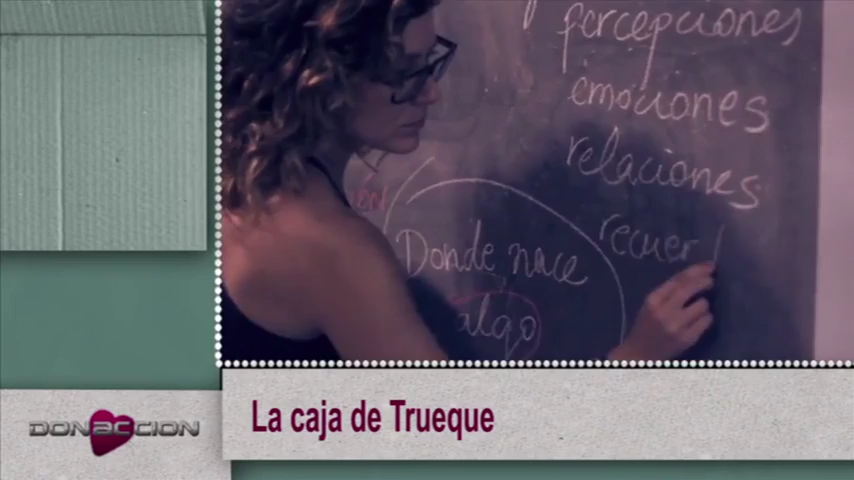 percepciones
emociones
relaciones
recuer
Donde nace
algo
La caja de Trueque
DONACCION